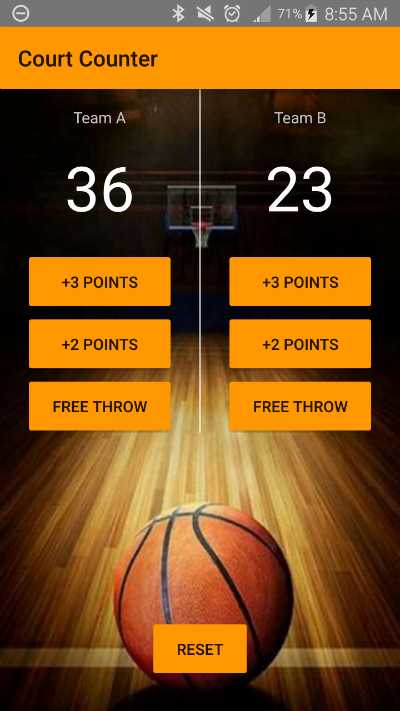 71% 8:55 AM
Court Counter
Team A Team B
36 23
+3 POINTS +3 POINTS
+2 POINTS +2 POINTS
FREE THROW FREE THROW
RESET